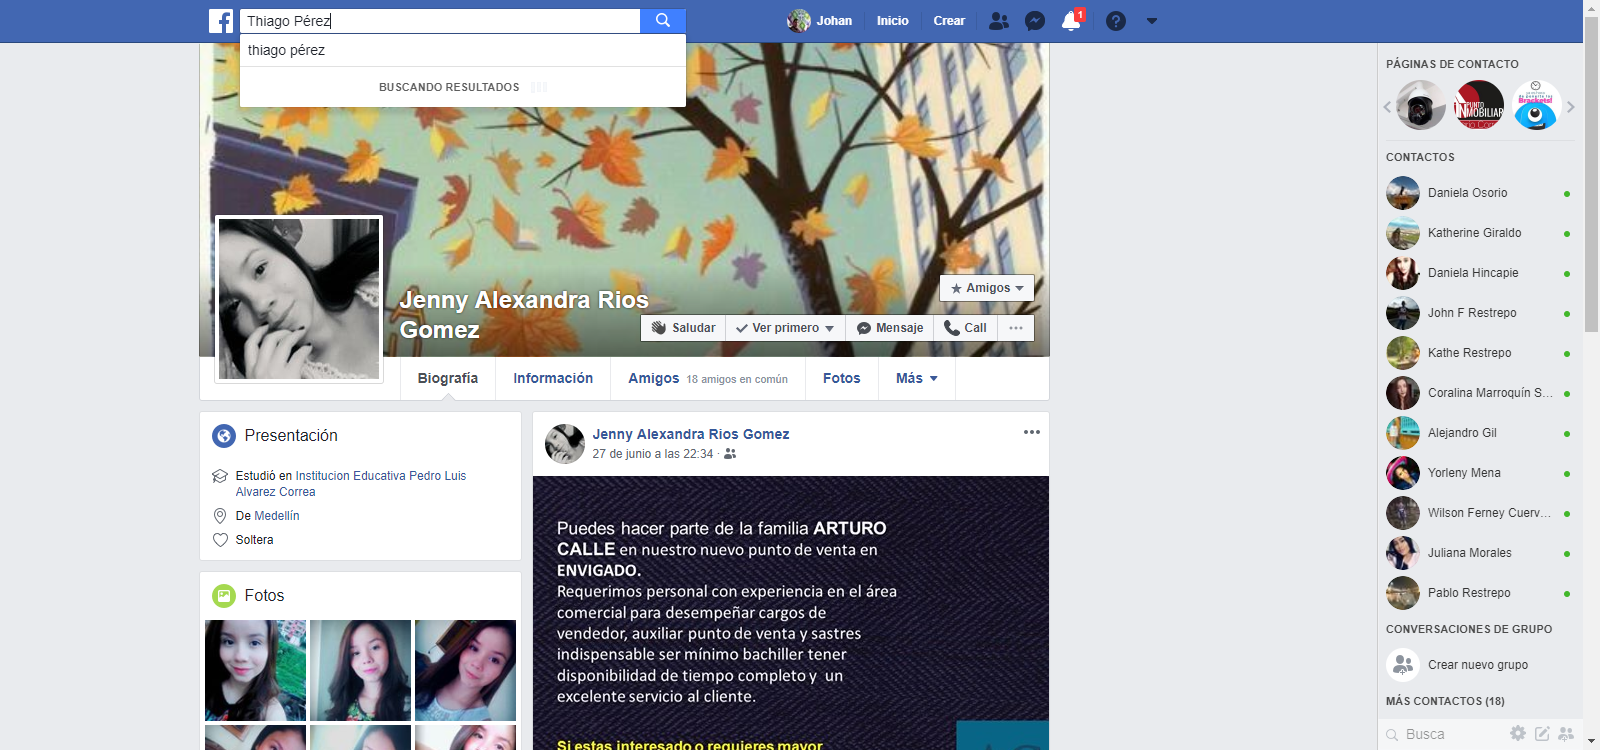 Thiago Pérez
Johan
Inicio
Crear
1
thiago pérez
BUSCANDO RESULTADOS
Jenny Alexandra Rios
Gomez
Amigos
Saludar
Ver primero
Mensaje
Call
Biografía
Información
Amigos 18 amigos en común
Fotos
Más
Presentación
Estudió en Institucion Educativa Pedro Luis
Alvarez Correa
De Medellín
Soltera
Fotos
Jenny Alexandra Rios Gomez
27 de junio a las 22:34 ·
Puedes hacer parte de la familia ARTURO
CALLE en nuestro nuevo punto de venta en
ENVIGADO.
Requerimos personal con experiencia en el área
comercial para desempeñar cargos de
vendedor, auxiliar punto de venta y sastres
indispensable ser mínimo bachiller tener
disponibilidad de tiempo completo y un
excelente servicio al cliente.
Si estas interesado o requieres mayor
PÁGINAS DE CONTACTO
PUNTO
INMOBILIAR
Brackets!
CONTACTOS
Daniela Osorio
Katherine Giraldo
Daniela Hincapie
John F Restrepo
Kathe Restrepo
Coralina Marroquín S...
Alejandro Gil
Yorleny Mena
Wilson Ferney Cuerv...
Juliana Morales
Pablo Restrepo
CONVERSACIONES DE GRUPO
Crear nuevo grupo
MÁS CONTACTOS (18)
Busca